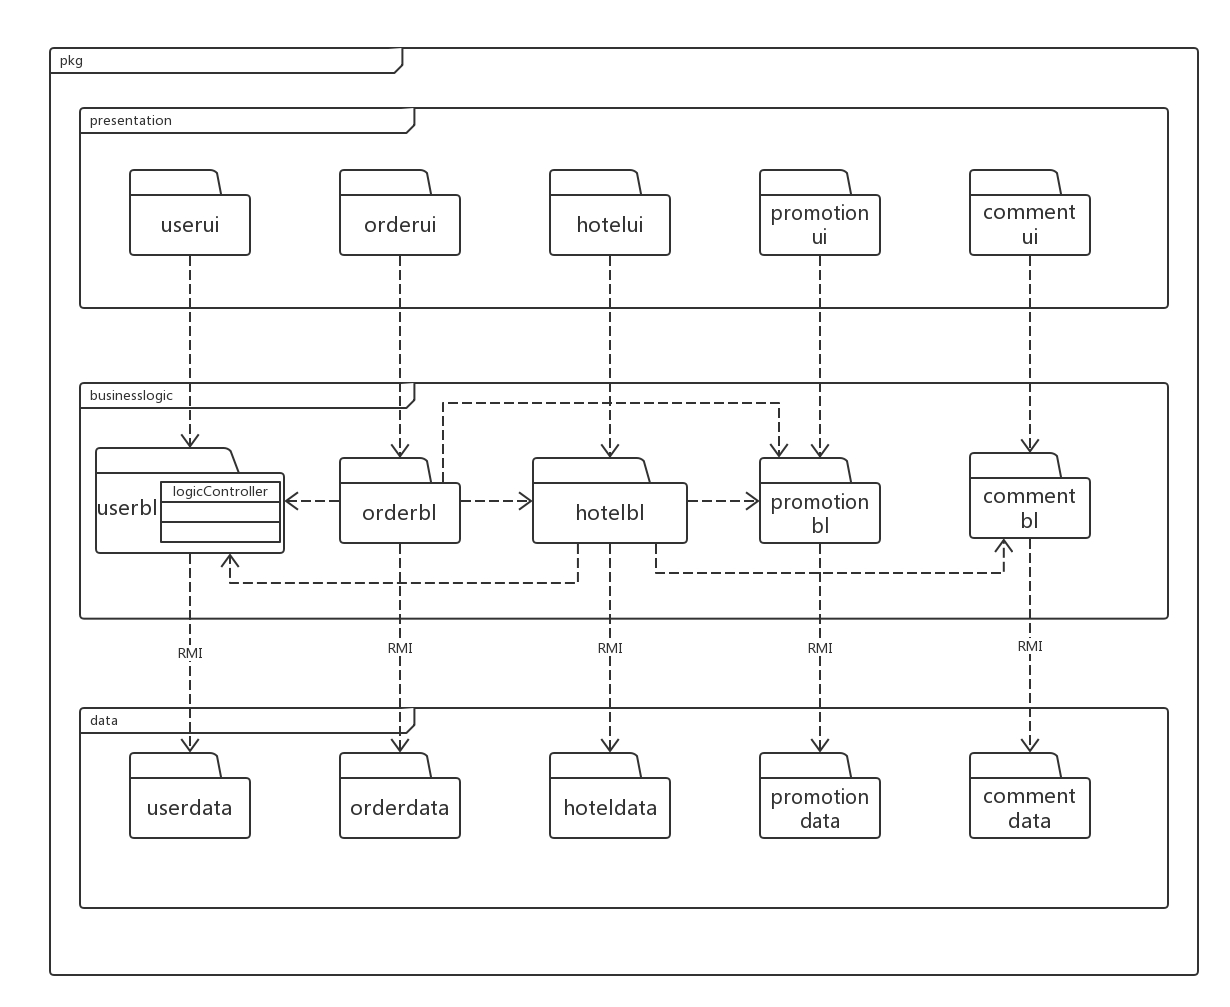 pkg
presentation
userui
orderui
hotelui
promotion
ui
comment
ui
businesslogic
userbl
logicController
orderbl
hotelbl
promotion
bl
comment
bl
RMI
RMI
RMI
RMI
RMI
data
userdata
orderdata
hoteldata
promotion
data
comment
data